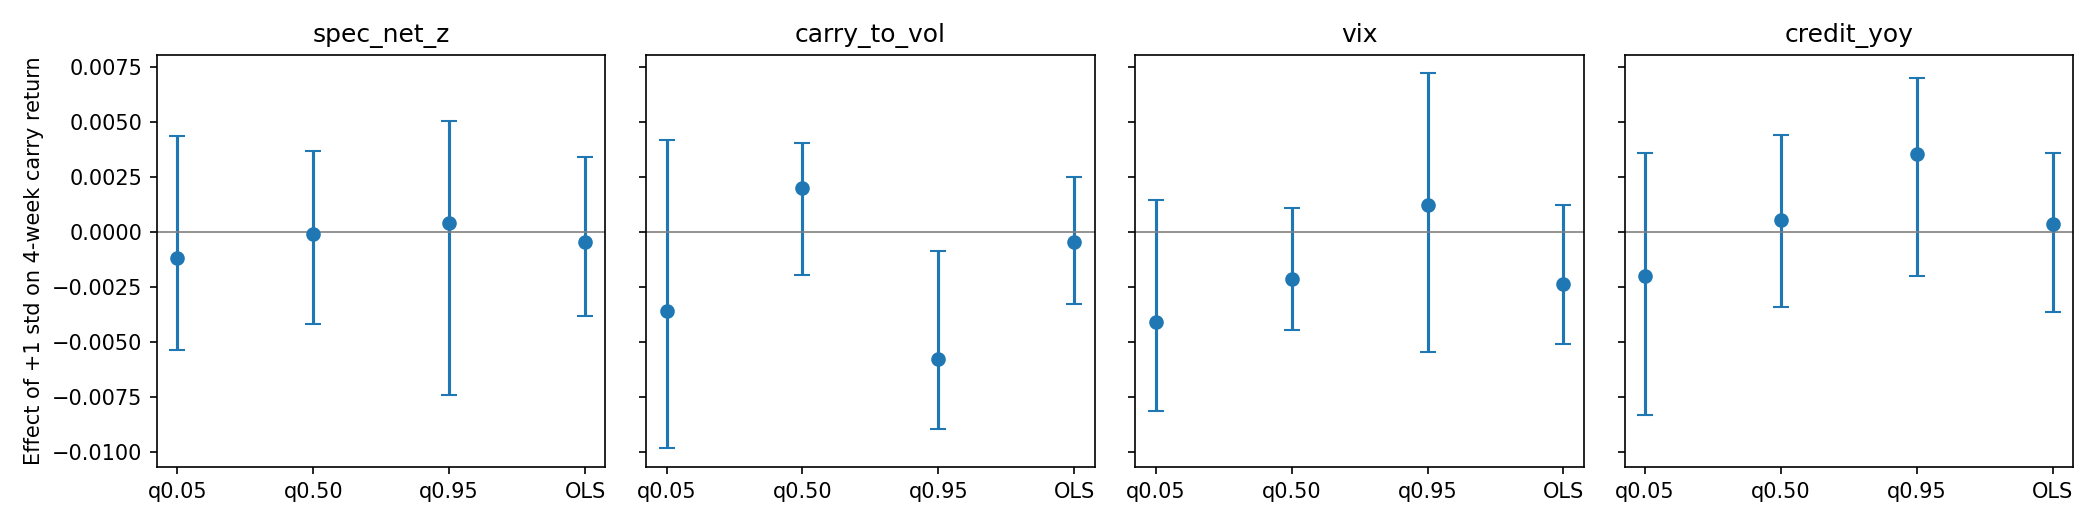 spec_net_z
carry_to_vol
vix
credit_yoy
Effect of +1 std on 4-week carry return
0.0075
0.0050
0.0025
0.0000
−0.0025
−0.0050
−0.0075
−0.0100
q0.05 q0.50 q0.95 OLS
q0.05 q0.50 q0.95 OLS
q0.05 q0.50 q0.95 OLS
q0.05 q0.50 q0.95 OLS